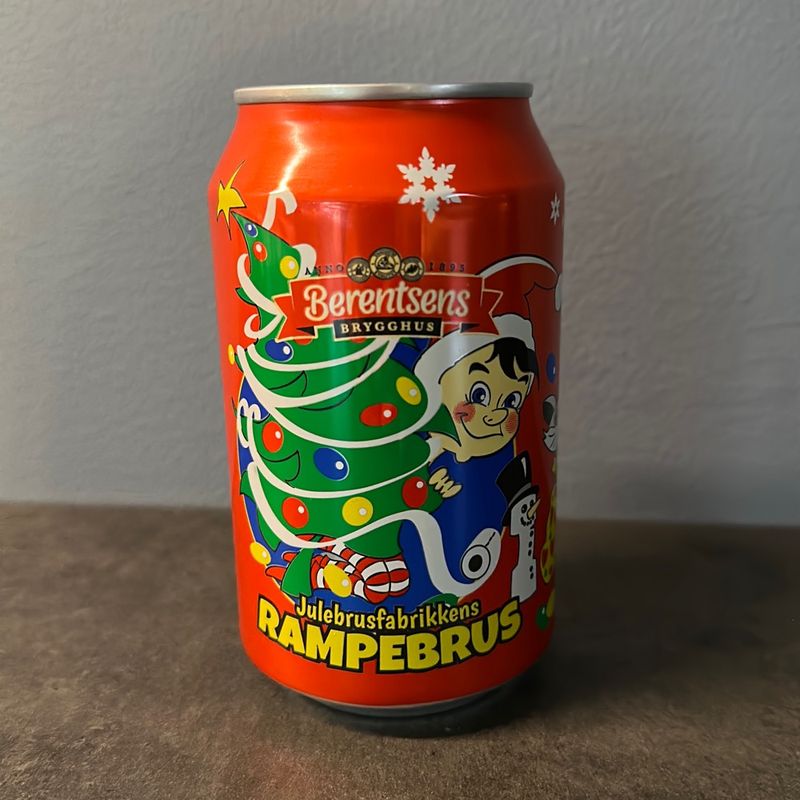 ANNO 1895
Berentsens
BRYGGHUS
Julebrusfabrikkens
RAMPEBRUS